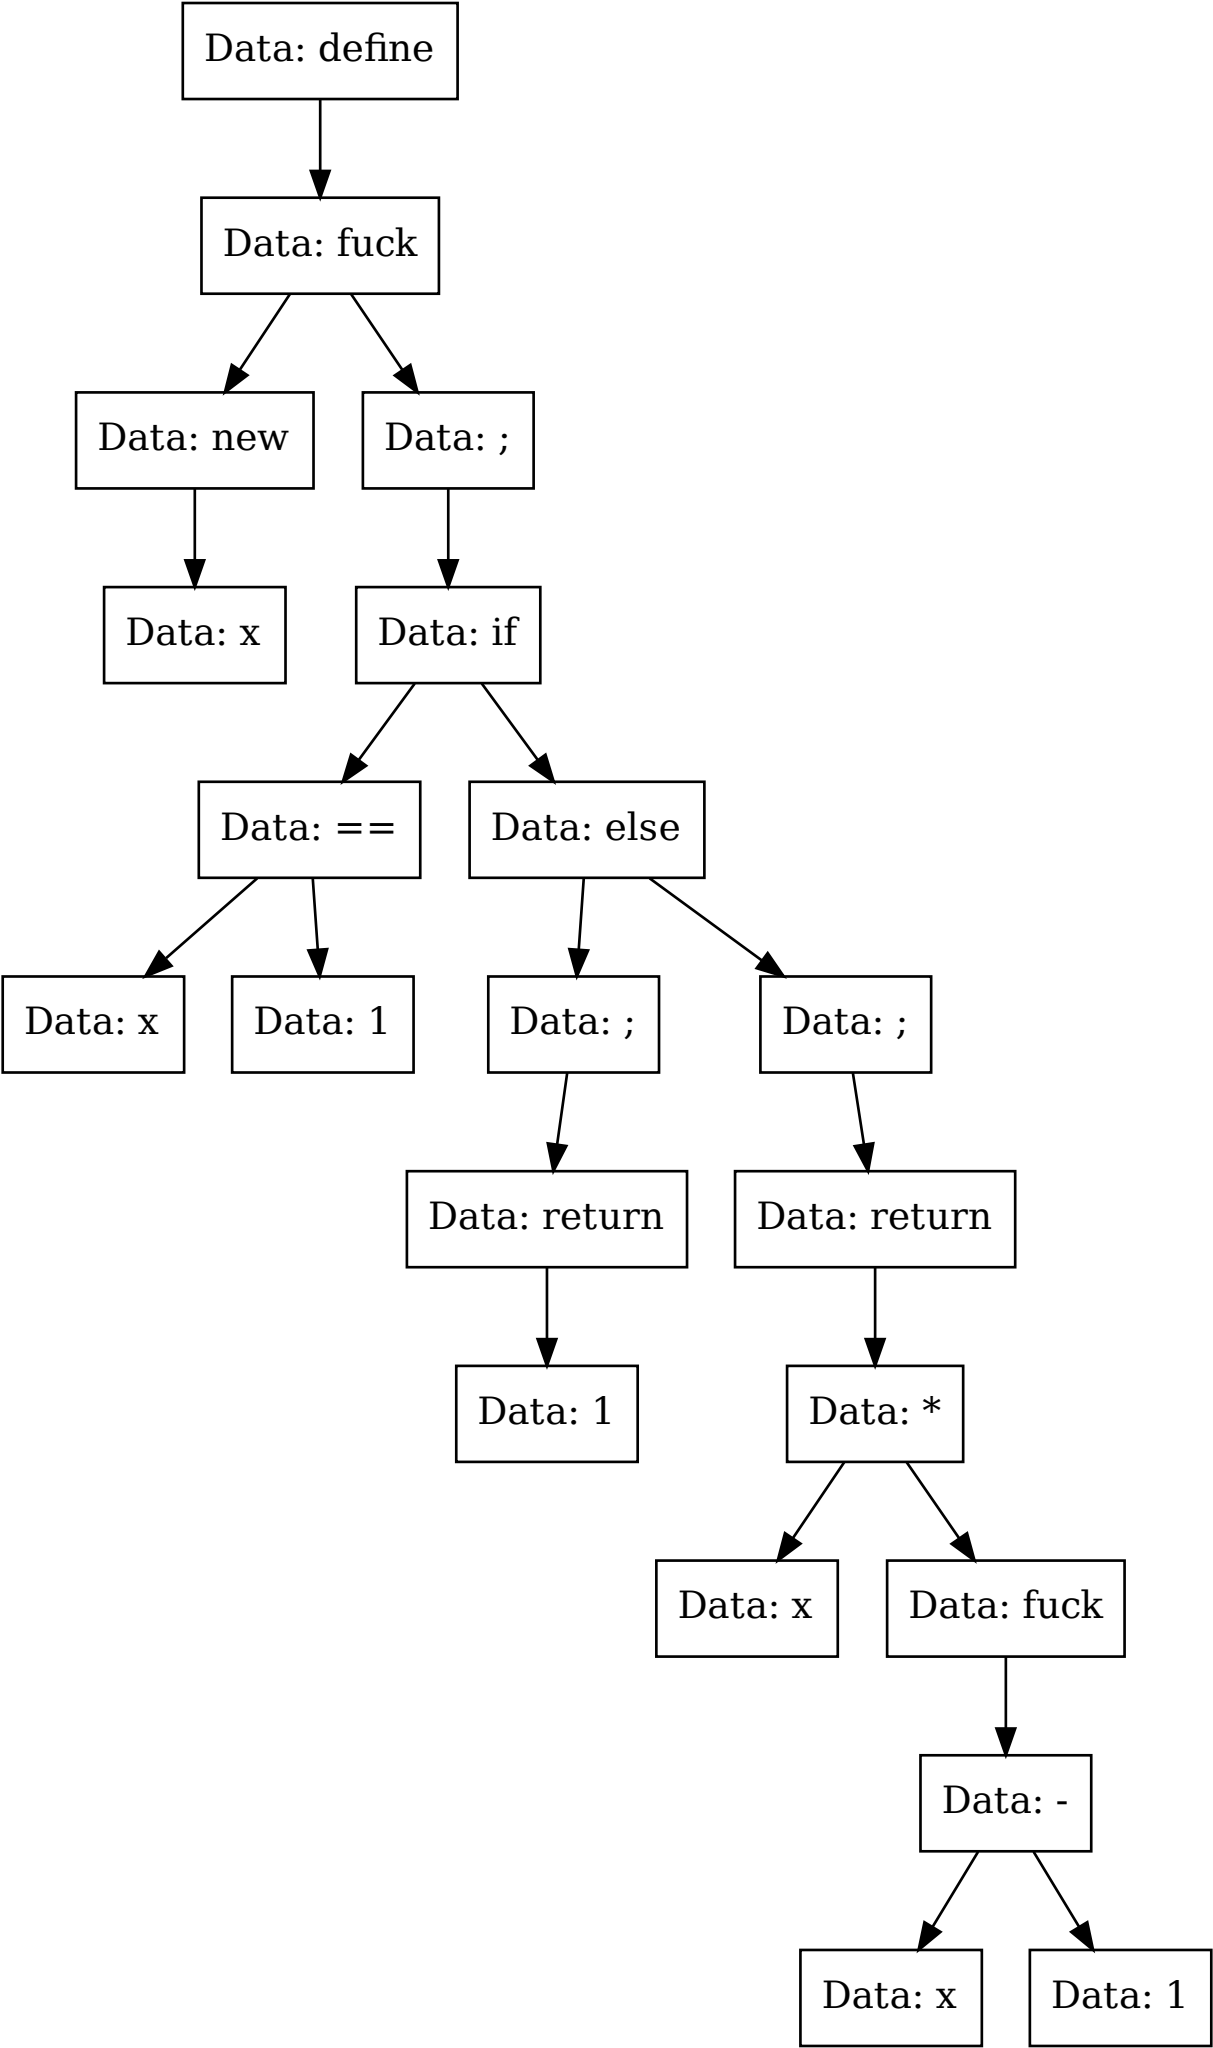 Data: define
Data: fuck
Data: new
Data: ;
Data: x
Data: if
Data: ==
Data: else
Data: x
Data: 1
Data: ;
Data: ;
Data: return
Data: return
Data: 1
Data: *
Data: x
Data: fuck
Data: -
Data: x
Data: 1